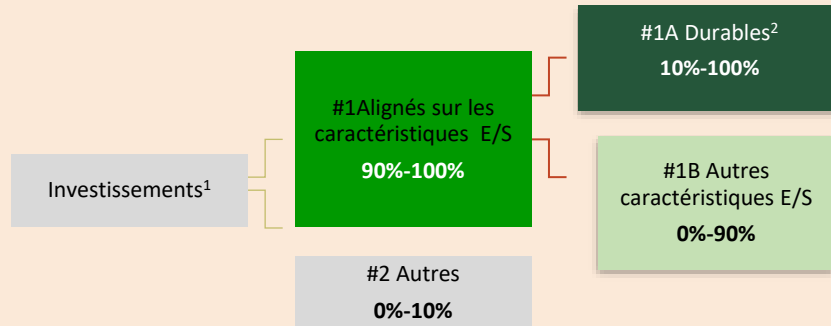 Investissements¹
#1Alignés sur les
caractéristiques E/S
90%-100%
#2 Autres
0%-10%
#1A Durables²
10%-100%
#1B Autres
caractéristiques E/S
0%-90%